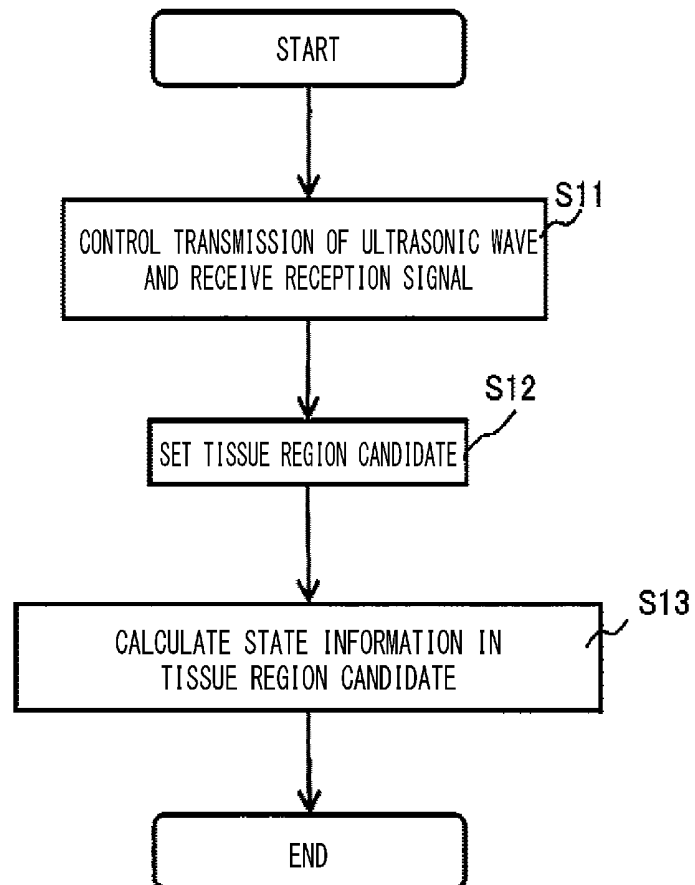 START
S11
CONTROL TRANSMISSION OF ULTRASONIC WAVE
AND RECEIVE RECEPTION SIGNAL
S12
SET TISSUE REGION CANDIDATE
S13
CALCULATE STATE INFORMATION IN
TISSUE REGION CANDIDATE
END